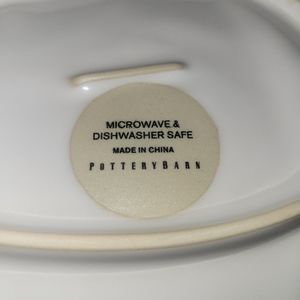 MICROWAVE &
DISHWASHER SAFE
MADE IN CHINA
POTTERYBARN